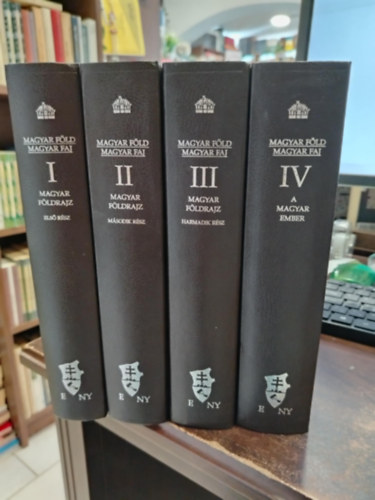 MAGYAR FÖLD
MAGYAR FAJ
I
MAGYAR
FÖLDRAJZ
ELSŐ RÉSZ
E NY
MAGYAR FÖLD
MAGYAR FAJ
II
MAGYAR
FÖLDRAJZ
MÁSODIK RÉSZ
E NY
MAGYAR FÖLD
MAGYAR FAJ
III
MAGYAR
FÖLDRAJZ
HARMADIK RÉSZ
E NY
MAGYAR FÖLD
MAGYAR FAJ
IV
A
MAGYAR
EMBER
E NY